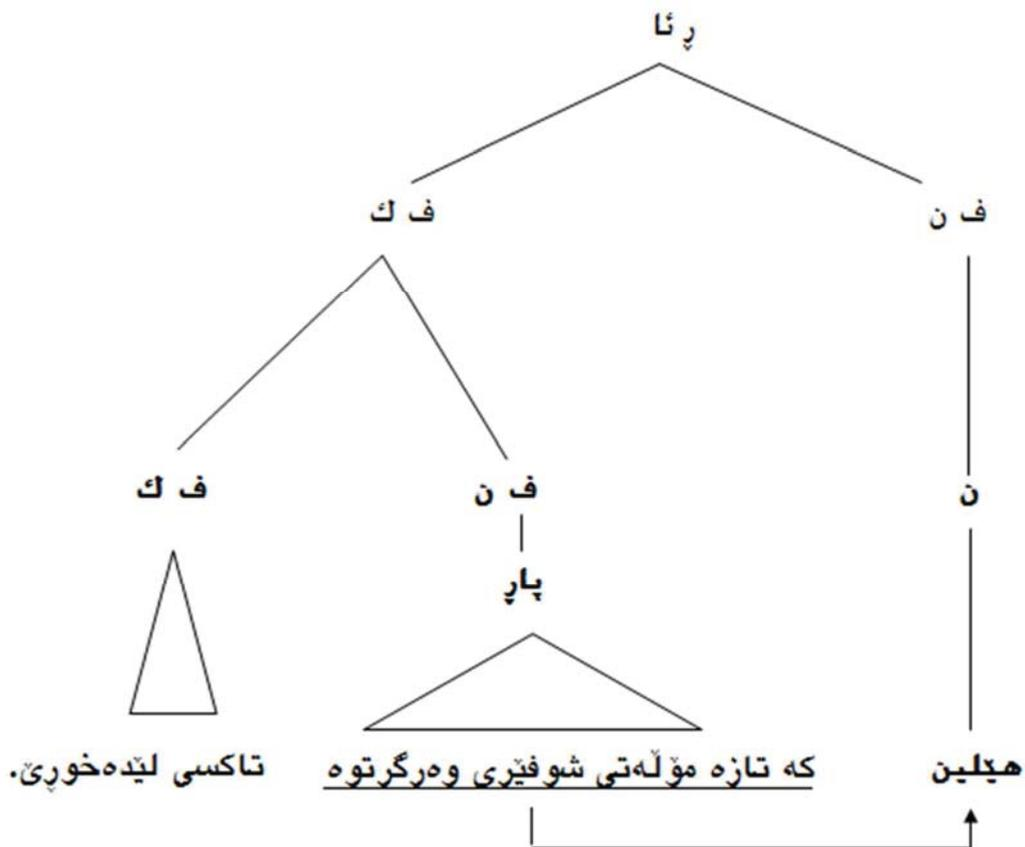 ڕ ئا
ف ن ف ك
ن ف ن ف ك
پاڕ
هێلین كە تازە مۆڵەتی شوفێری وەرگرتوە تاكسی لێدەخوڕێ.